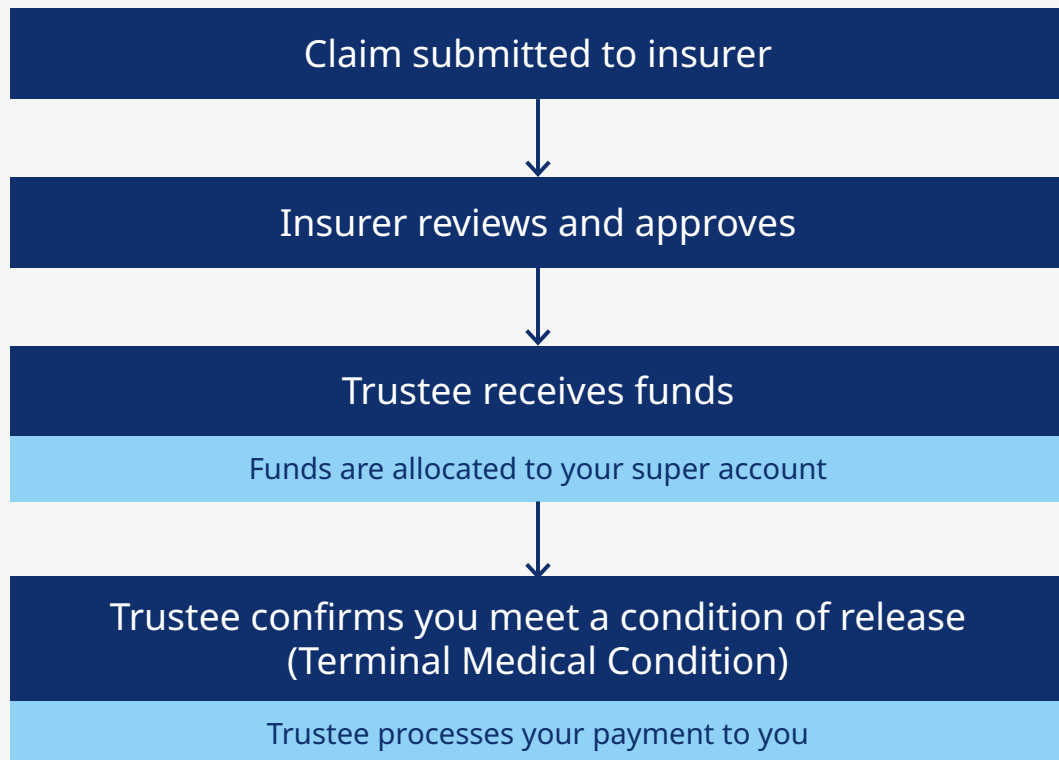 Claim submitted to insurer
Insurer reviews and approves
Trustee receives funds
Funds are allocated to your super account
Trustee confirms you meet a condition of release
(Terminal Medical Condition)
Trustee processes your payment to you